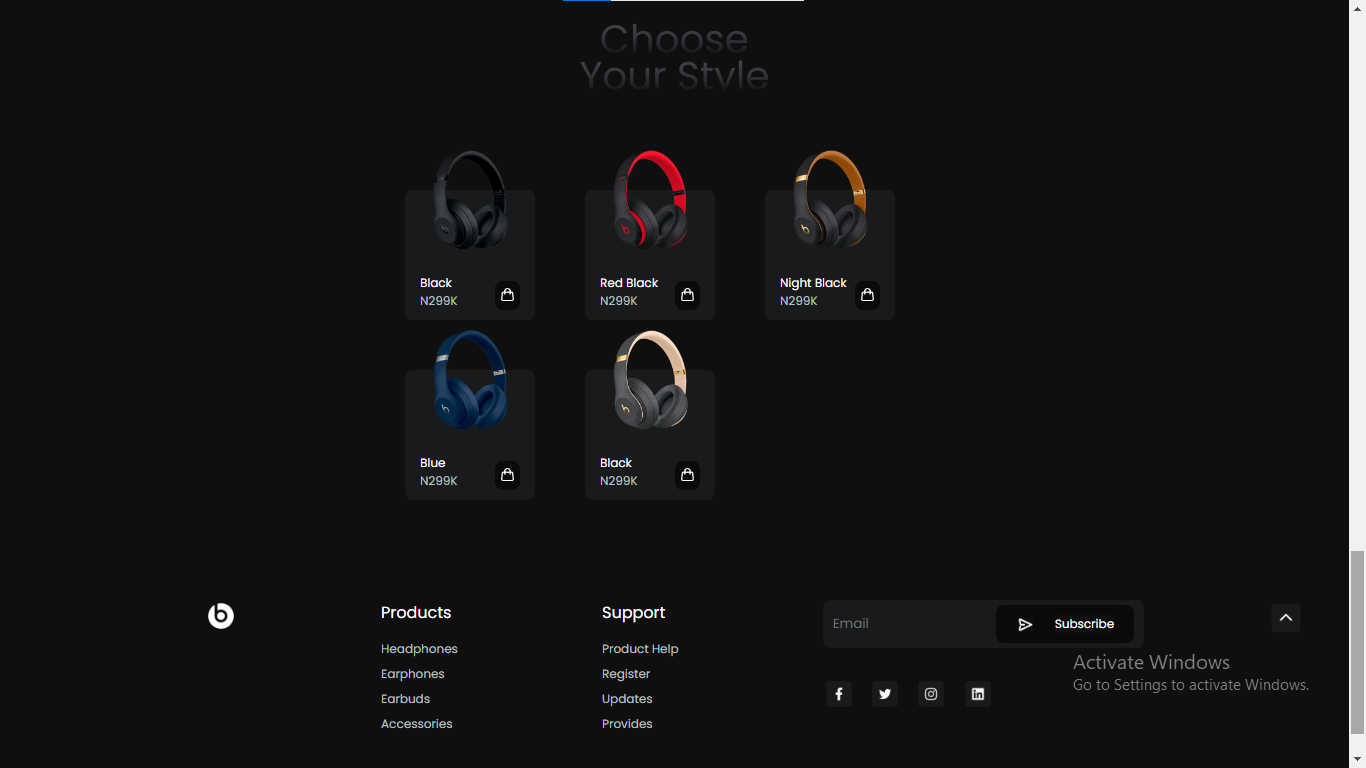 Choose
Your Style
Black
N299K
Red Black
N299K
Night Black
N299K
Blue
N299K
Black
N299K
Products
Headphones
Earphones
Earbuds
Accessories
Support
Product Help
Register
Updates
Provides
Email
Subscribe
Activate Windows
Go to Settings to activate Windows.